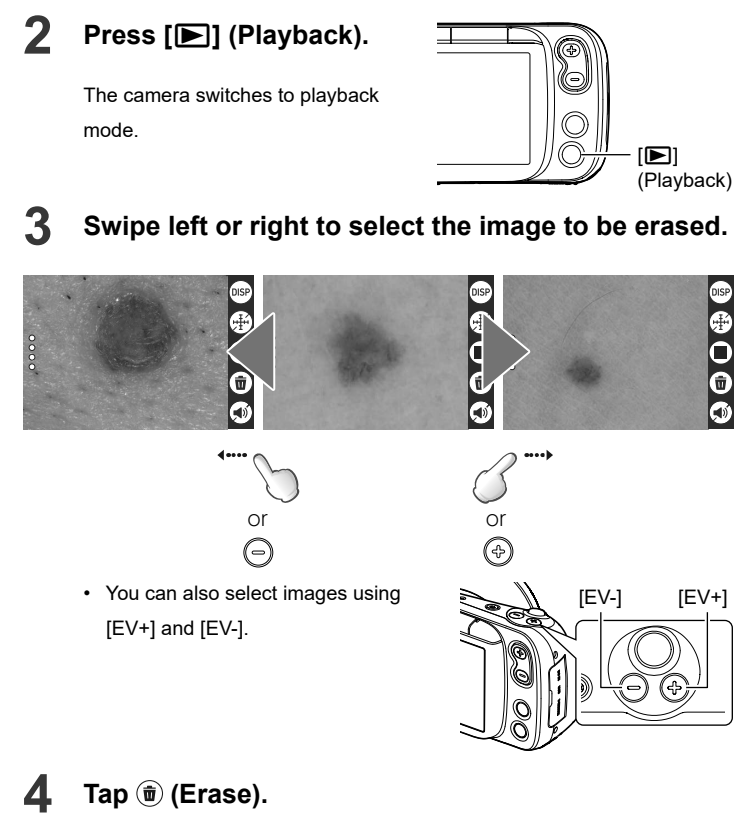 2 Press [▶] (Playback).
The camera switches to playback
mode.
[▶]
(Playback)
3 Swipe left or right to select the image to be erased.
DISP
DISP
DISP
or
or
• You can also select images using
[EV+] and [EV-].
[EV-] [EV+]
4 Tap (Erase).